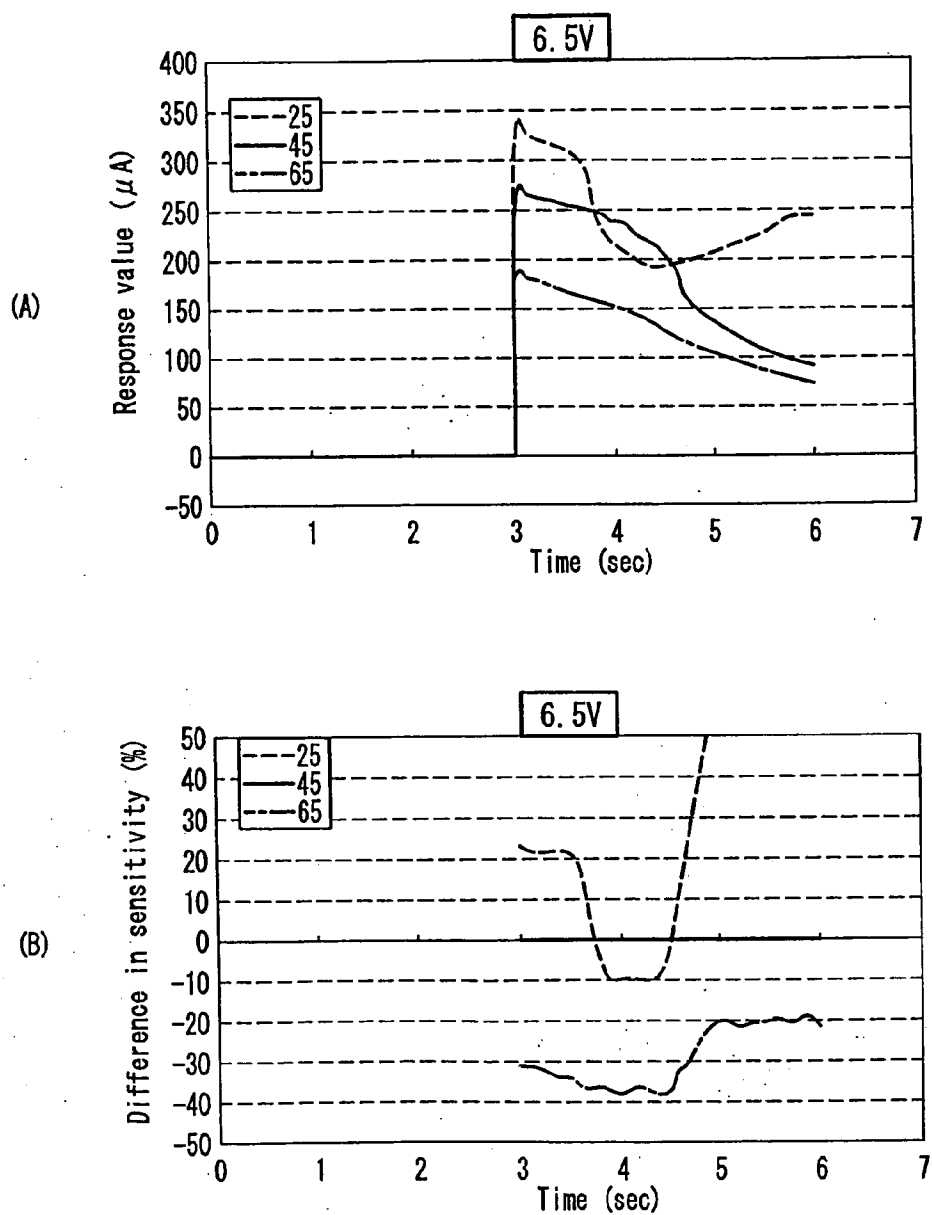 6.5V
400
350
300
250
200
150
100
50
0
-50
25
45
65
Response value (μA)
(A)
0 1 2 3 4 5 6 7
Time (sec)
6.5V
50
40
30
20
10
0
-10
-20
-30
-40
-50
25
45
65
Difference in sensitivity (%)
(B)
0 1 2 3 4 5 6 7
Time (sec)